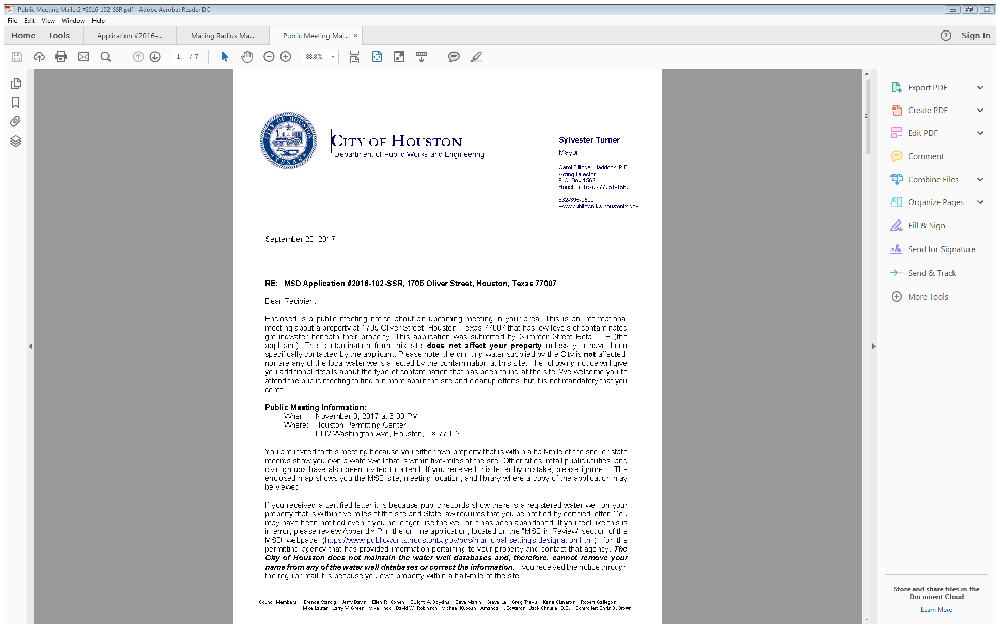 Public Meeting Mailer2 #2016-102-SSR.pdf - Adobe Acrobat Reader DC
File Edit View Window Help
Home Tools Application #2016-... Mailing Radius Ma... Public Meeting Mai... Sign In
1 / 7 88.8%
CITY OF HOUSTON TEXAS
CITY OF HOUSTON
Department of Public Works and Engineering
Sylvester Turner
Mayor
Carol Ellinger Haddock, P.E.
Acting Director
P.O. Box 1562
Houston, Texas 77251-1562
832-395-2500
www.publicworks.houstontx.gov
September 28, 2017
RE: MSD Application #2016-102-SSR, 1705 Oliver Street, Houston, Texas 77007
Dear Recipient:
Enclosed is a public meeting notice about an upcoming meeting in your area. This is an informational
meeting about a property at 1705 Oliver Street, Houston, Texas 77007 that has low levels of contaminated
groundwater beneath their property. This application was submitted by Summer Street Retail, LP (the
applicant). The contamination from this site does not affect your property unless you have been
specifically contacted by the applicant. Please note: the drinking water supplied by the City is not affected,
nor are any of the local water wells affected by the contamination at this site. The following notice will give
you additional details about the type of contamination that has been found at the site. We welcome you to
attend the public meeting to find out more about the site and cleanup efforts, but it is not mandatory that you
come.
Public Meeting Information:
When: November 8, 2017 at 6:00 PM
Where: Houston Permitting Center
1002 Washington Ave, Houston, TX 77002
You are invited to this meeting because you either own property that is within a half-mile of the site, or state
records show you own a water-well that is within five-miles of the site. Other cities, retail public utilities, and
civic groups have also been invited to attend. If you received this letter by mistake, please ignore it. The
enclosed map shows you the MSD site, meeting location, and library where a copy of the application may
be viewed.
If you received a certified letter it is because public records show there is a registered water well on your
property that is within five miles of the site and State law requires that you be notified by certified letter. You
may have been notified even if you no longer use the well or it has been abandoned. If you feel like this is
in error, please review Appendix P in the on-line application, located on the "MSD in Review" section of the
MSD webpage (https://www.publicworks.houstontx.gov/pds/municipal-settings-designation.html), for the
permitting agency that has provided information pertaining to your property and contact that agency. The
City of Houston does not maintain the water well databases and, therefore, cannot remove your
name from any of the water well databases or correct the information. If you received the notice through
the regular mail it is because you own property within a half-mile of the site.
Council Members: Brenda Stardig Jerry Davis Ellen R. Cohen Dwight A. Boykins Dave Martin Steve Le Greg Travis Karla Cisneros Robert Gallegos
Mike Laster Larry V. Green Mike Knox David W. Robinson Michael Kubosh Amanda K. Edwards Jack Christie, D.C. Controller: Chris B. Brown
Export PDF
Create PDF
Edit PDF
Comment
Combine Files
Organize Pages
Fill & Sign
Send for Signature
Send & Track
More Tools
Store and share files in the
Document Cloud
Learn More